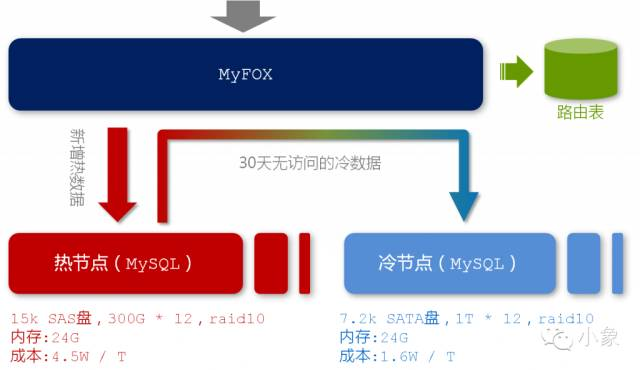 MyFOX
路由表
新增热数据
30天无访问的冷数据
热节点（MySQL）
冷节点（MySQL）
15k SAS盘，300G * 12，raid10
内存:24G
成本:4.5W / T
7.2k SATA盘，1T * 12，raid10
内存:24G
成本:1.6W / T
小象